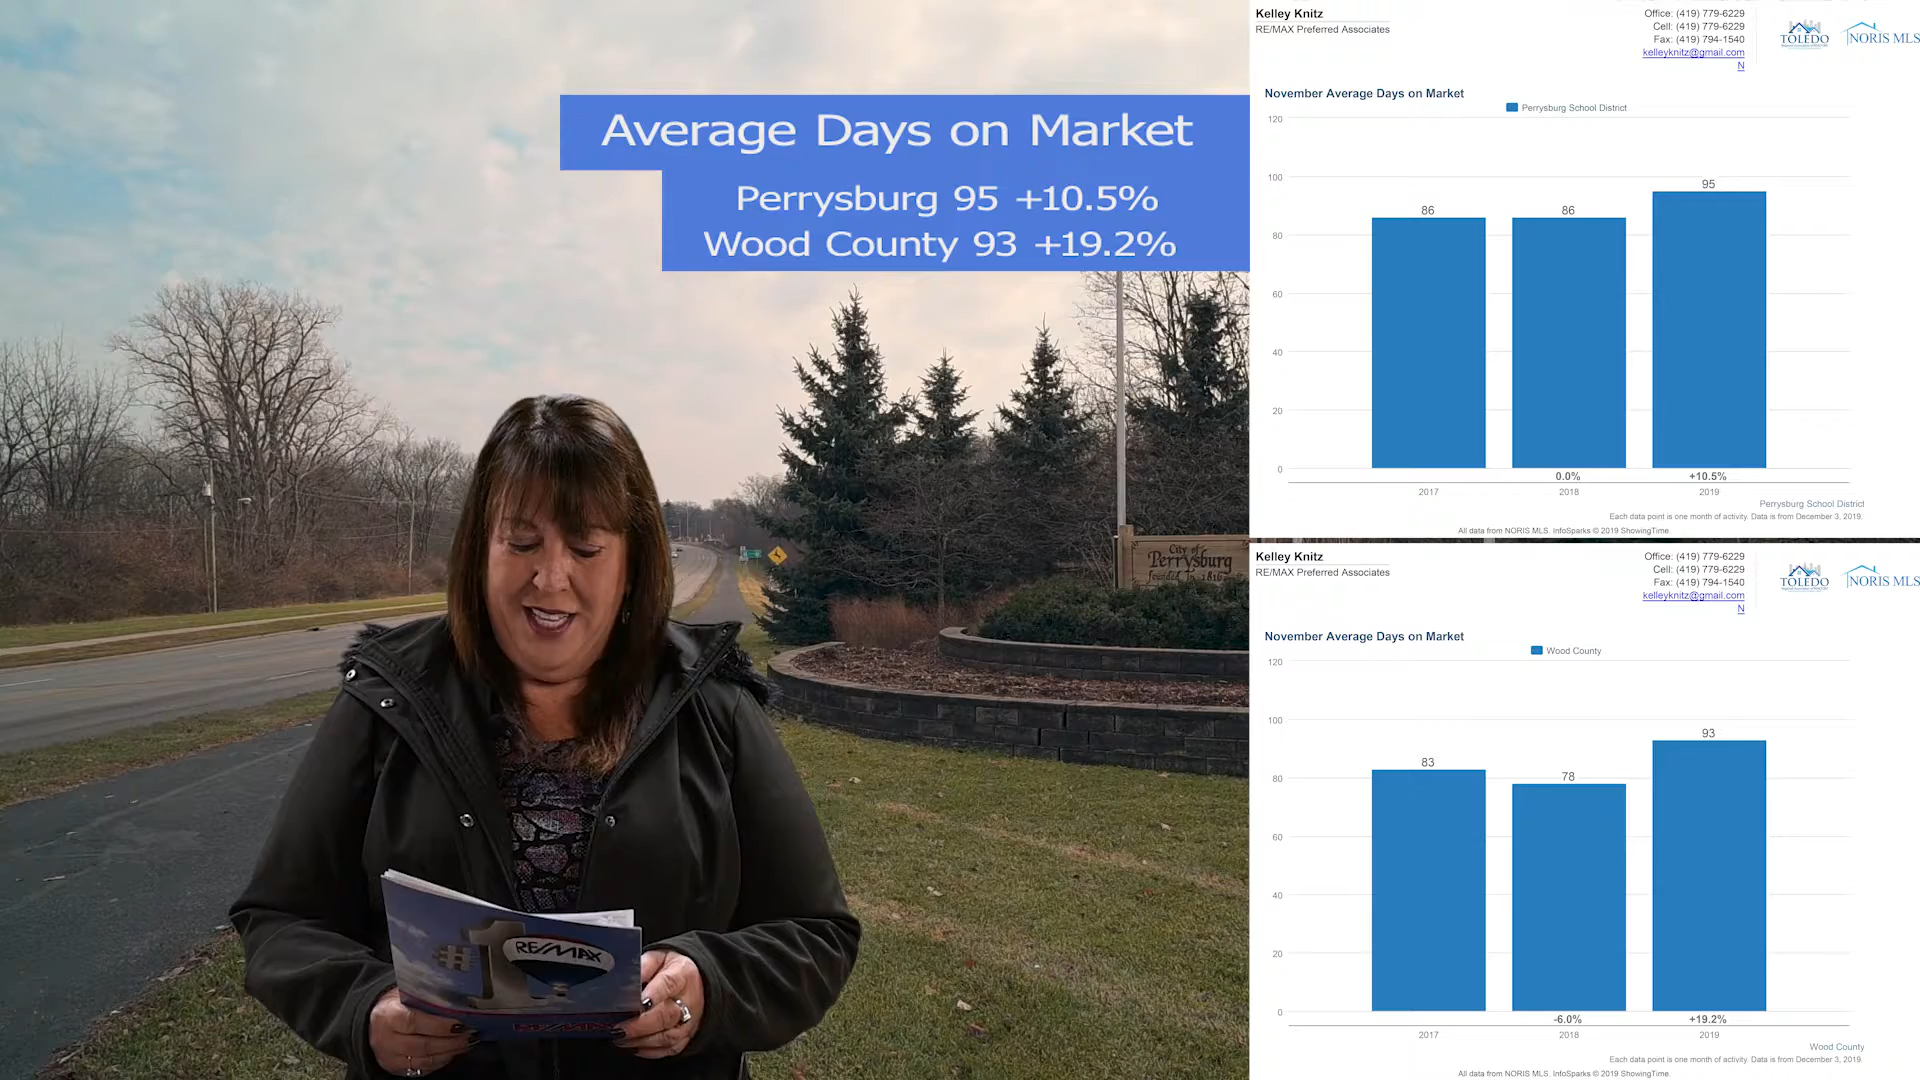 Average Days on Market
Perrysburg 95 +10.5%
Wood County 93 +19.2%
City of
Perrysburg
founded in 1816
#1
RE/MAX
RE/MAX
Kelley Knitz
RE/MAX Preferred Associates
Office: (419) 779-6229
Cell: (419) 779-6229
Fax: (419) 794-1540
kelleyknitz@gmail.com
N
TOLEDO
NORIS MLS
November Average Days on Market
Perrysburg School District
120
100
80
60
40
20
0
86
86
95
0.0%
+10.5%
2017
2018
2019
Perrysburg School District
Each data point is one month of activity. Data is from December 3, 2019.
All data from NORIS MLS. InfoSparks © 2019 ShowingTime.
Kelley Knitz
RE/MAX Preferred Associates
Office: (419) 779-6229
Cell: (419) 779-6229
Fax: (419) 794-1540
kelleyknitz@gmail.com
N
TOLEDO
NORIS MLS
November Average Days on Market
Wood County
120
100
80
60
40
20
0
83
78
93
-6.0%
+19.2%
2017
2018
2019
Wood County
Each data point is one month of activity. Data is from December 3, 2019.
All data from NORIS MLS. InfoSparks © 2019 ShowingTime.